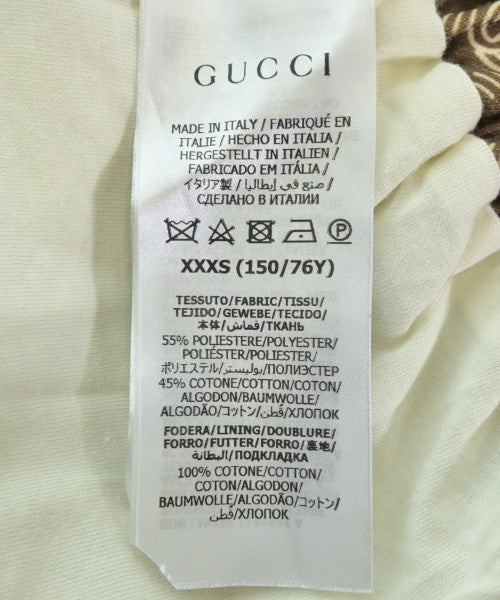 GUCCI
MADE IN ITALY / FABRIQUÉ EN
ITALIE / HECHO EN ITALIA /
HERGESTELLT IN ITALIEN /
FABRICADO EM ITÁLIA /
イタリア製 / صنع في إيطاليا /
СДЕЛАНО В ИТАЛИИ
P
XXXS (150/76Y)
TESSUTO/FABRIC/TISSU/
TEJIDO/GEWEBE/TECIDO/
本体/قماش/ТКАНЬ
55% POLIESTERE/POLYESTER/
POLIÉSTER/POLIESTER/
ポリエステル/بوليستر/ПОЛИЭСТЕР
45% COTONE/COTTON/COTON/
ALGODON/BAUMWOLLE/
ALGODÃO/コットン/قطن/ХЛОПОК
FODERA/LINING/DOUBLURE/
FORRO/FUTTER/FORRO/裏地/
البطانة/ПОДКЛАДКА
100% COTONE/COTTON/
COTON/ALGODON/
BAUMWOLLE/ALGODÃO/コットン/
قطن/ХЛОПОК